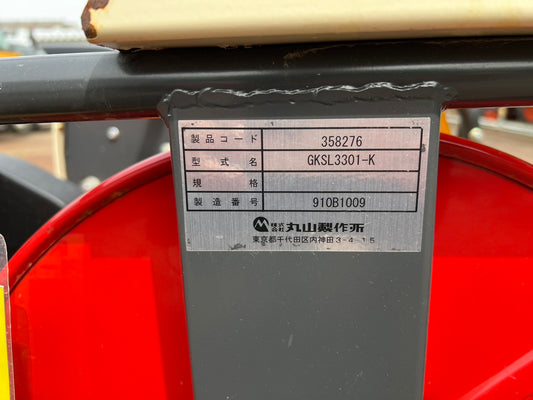 製品コード 358276
型式名 GKSL3301-K
規格
製造番号 910B1009
株式会社 丸山製作所
東京都千代田区内神田3-4-15